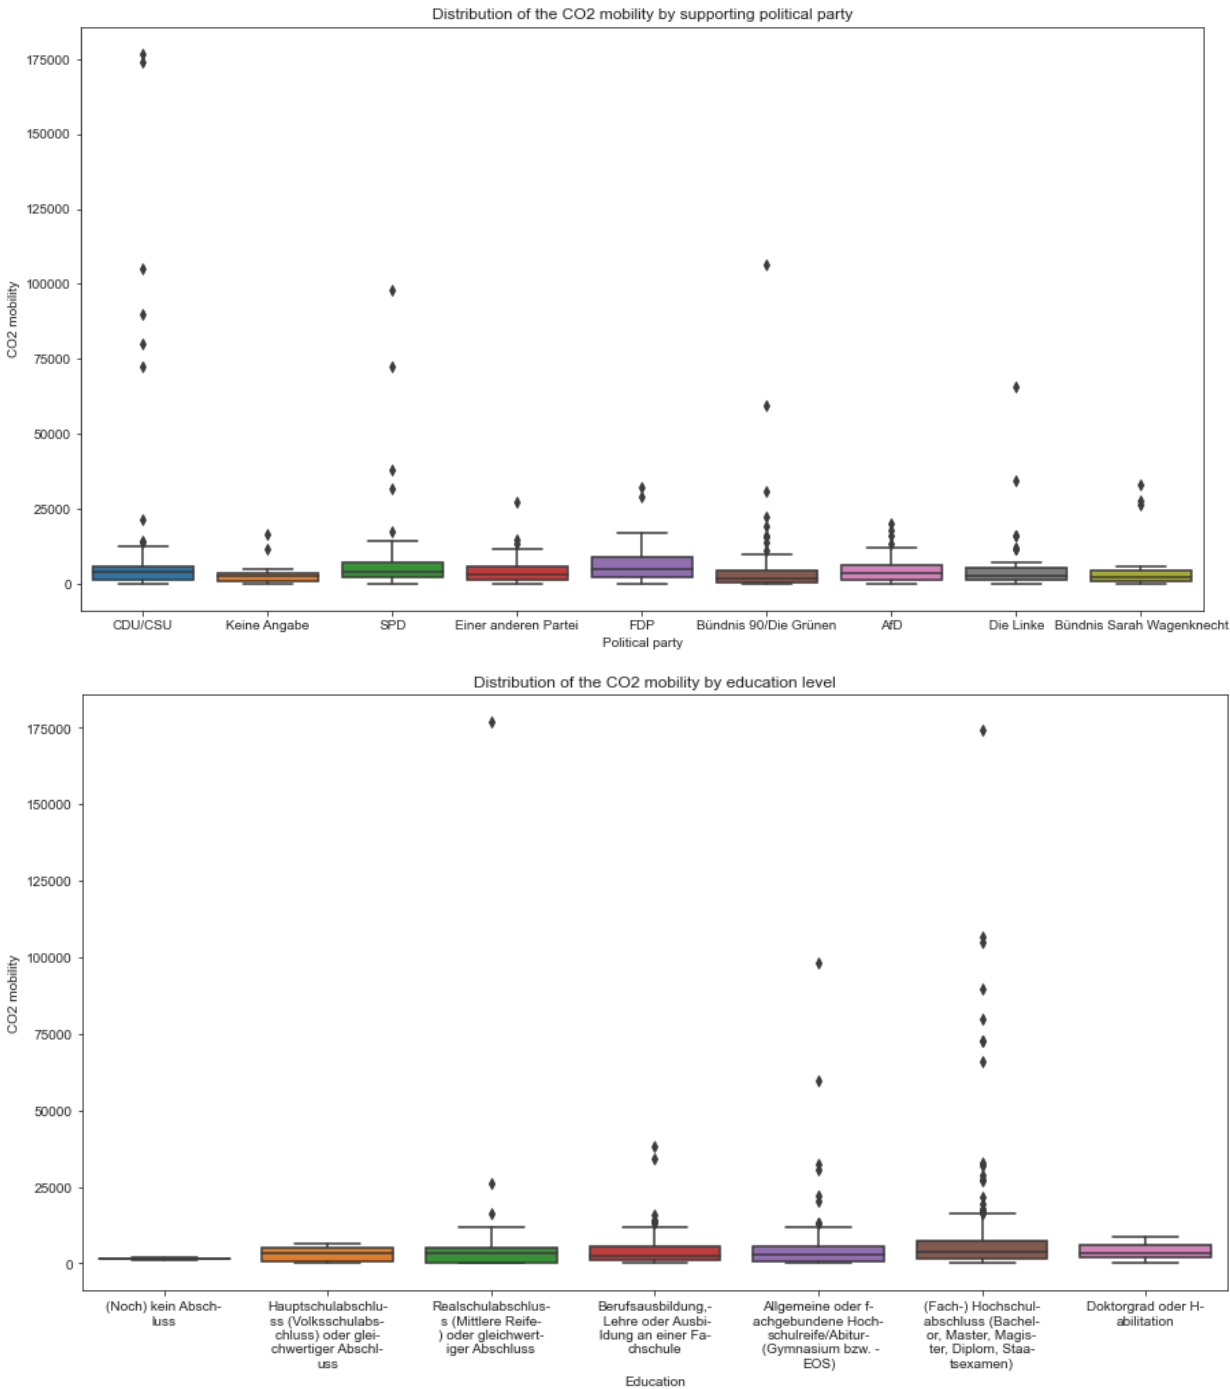 Distribution of the CO2 mobility by supporting political party
175000
150000
125000
100000
75000
50000
25000
0
CO2 mobility
CDU/CSU
Keine Angabe
SPD
Einer anderen Partei
FDP
Bündnis 90/Die Grünen
AfD
Die Linke
Bündnis Sarah Wagenknecht
Political party
Distribution of the CO2 mobility by education level
175000
150000
125000
100000
75000
50000
25000
0
CO2 mobility
(Noch) kein Absch-
luss
Hauptschulabschlu-
ss (Volksschulabs-
chluss) oder glei-
chwertiger Abschl-
uss
Realschulabschlus-
s (Mittlere Reife-
) oder gleichwert-
iger Abschluss
Berufsausbildung,-
Lehre oder Ausbi-
ldung an einer Fa-
chschule
Allgemeine oder f-
achgebundene Hoch-
schulreife/Abitur-
(Gymnasium bzw. -
EOS)
(Fach-) Hochschul-
abschluss (Bachel-
or, Master, Magis-
ter, Diplom, Staa-
tsexamen)
Doktorgrad oder H-
abilitation
Education